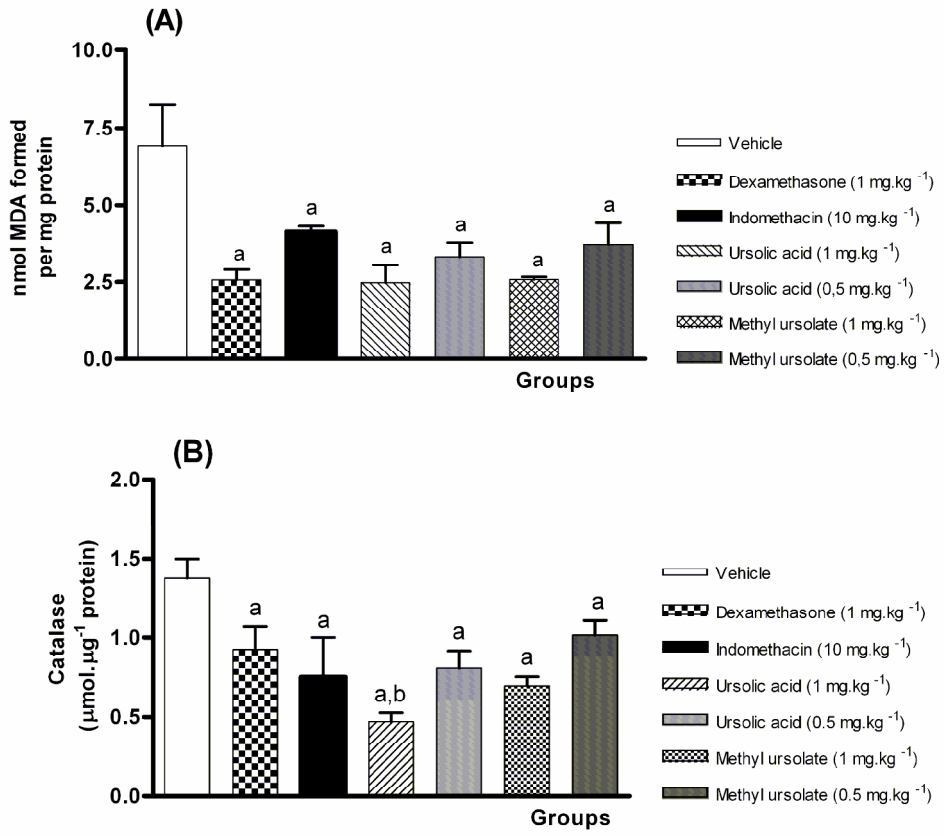 (A)
nmol MDA formed
per mg protein
10.0
7.5
5.0
2.5
0.0
a
a
a
a
a
a
Groups
Vehicle
Dexamethasone (1 mg.kg ⁻¹)
Indomethacin (10 mg.kg ⁻¹)
Ursolic acid (1 mg.kg ⁻¹)
Ursolic acid (0,5 mg.kg ⁻¹)
Methyl ursolate (1 mg.kg ⁻¹)
Methyl ursolate (0,5 mg.kg ⁻¹)
(B)
Catalase
(µmol.µg⁻¹ protein)
2.0
1.5
1.0
0.5
0.0
a
a
a,b
a
a
a
Groups
Vehicle
Dexamethasone (1 mg.kg ⁻¹)
Indomethacin (10 mg.kg ⁻¹)
Ursolic acid (1 mg.kg ⁻¹)
Ursolic acid (0.5 mg.kg ⁻¹)
Methyl ursolate (1 mg.kg ⁻¹)
Methyl ursolate (0.5 mg.kg ⁻¹)